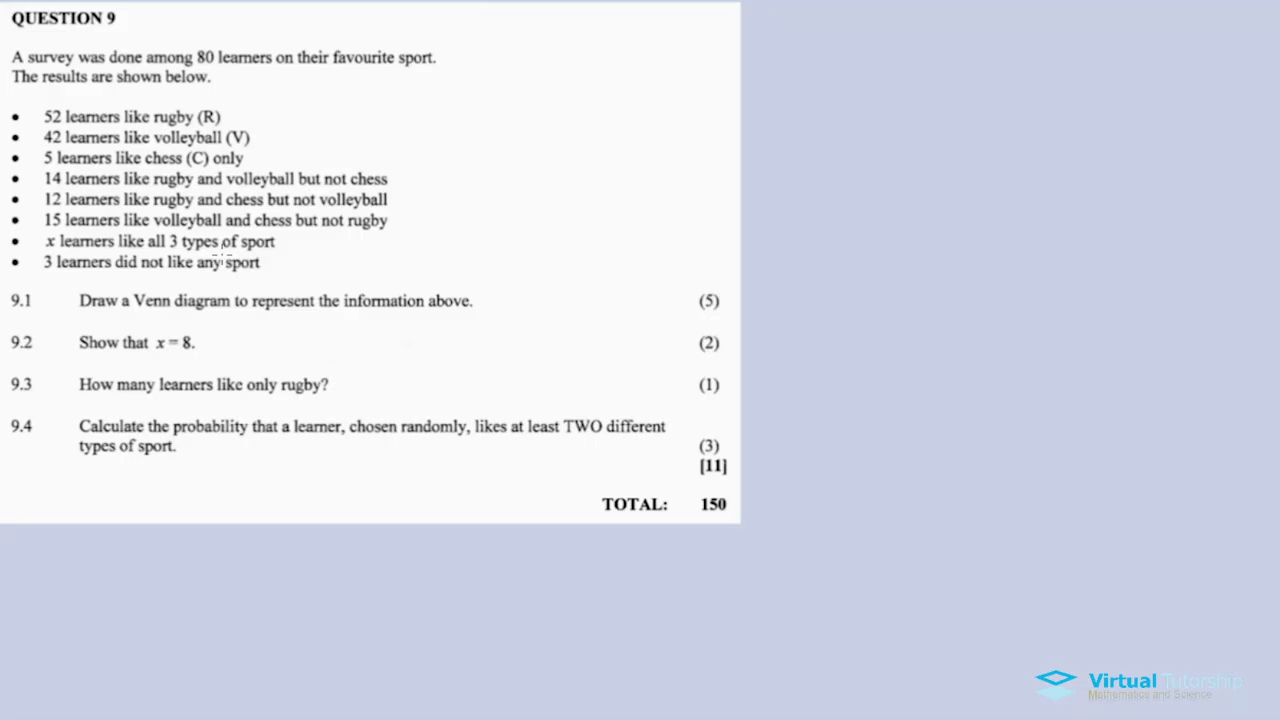 QUESTION 9
A survey was done among 80 learners on their favourite sport.
The results are shown below.
• 52 learners like rugby (R)
• 42 learners like volleyball (V)
• 5 learners like chess (C) only
• 14 learners like rugby and volleyball but not chess
• 12 learners like rugby and chess but not volleyball
• 15 learners like volleyball and chess but not rugby
• x learners like all 3 types of sport
• 3 learners did not like any sport
9.1 Draw a Venn diagram to represent the information above. (5)
9.2 Show that x = 8. (2)
9.3 How many learners like only rugby? (1)
9.4 Calculate the probability that a learner, chosen randomly, likes at least TWO different
types of sport. (3)
[11]
TOTAL: 150
Virtual Tutorship
Mathematics and Science